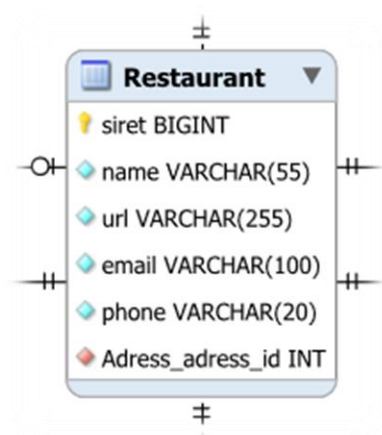 Restaurant
siret BIGINT
name VARCHAR(55)
url VARCHAR(255)
email VARCHAR(100)
phone VARCHAR(20)
Adress_adress_id INT